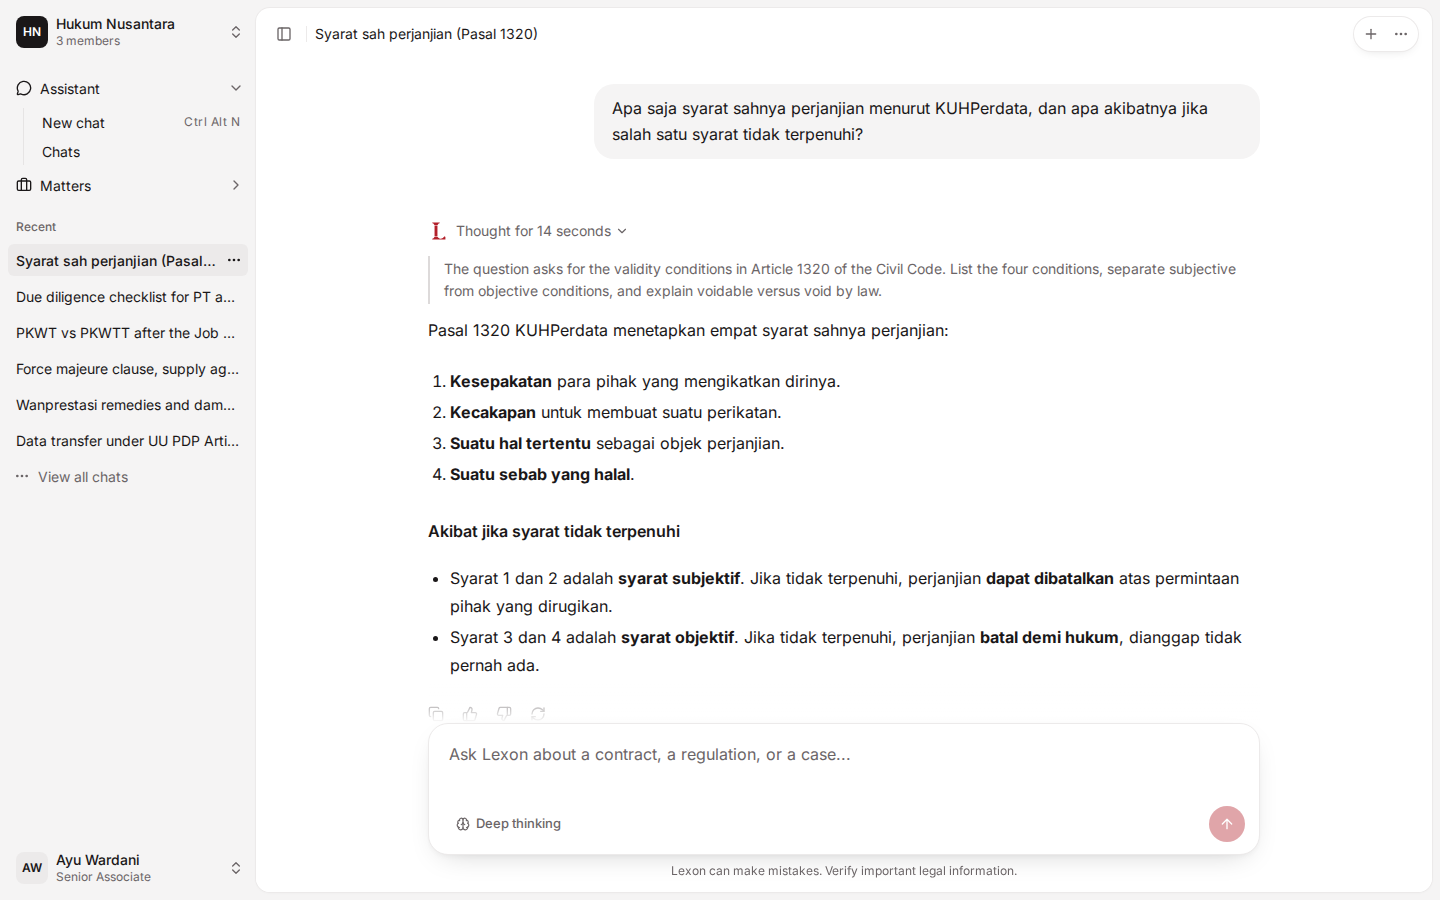 HN
Hukum Nusantara
3 members
Assistant
New chat
Ctrl Alt N
Chats
Matters
Recent
Syarat sah perjanjian (Pasal...
Due diligence checklist for PT a...
PKWT vs PKWTT after the Job ...
Force majeure clause, supply ag...
Wanprestasi remedies and dam...
Data transfer under UU PDP Arti...
View all chats
AW
Ayu Wardani
Senior Associate
Syarat sah perjanjian (Pasal 1320)
Apa saja syarat sahnya perjanjian menurut KUHPerdata, dan apa akibatnya jika
salah satu syarat tidak terpenuhi?
L
Thought for 14 seconds
The question asks for the validity conditions in Article 1320 of the Civil Code. List the four conditions, separate subjective
from objective conditions, and explain voidable versus void by law.
Pasal 1320 KUHPerdata menetapkan empat syarat sahnya perjanjian:
1. Kesepakatan para pihak yang mengikatkan dirinya.
2. Kecakapan untuk membuat suatu perikatan.
3. Suatu hal tertentu sebagai objek perjanjian.
4. Suatu sebab yang halal.
Akibat jika syarat tidak terpenuhi
• Syarat 1 dan 2 adalah syarat subjektif. Jika tidak terpenuhi, perjanjian dapat dibatalkan atas permintaan
pihak yang dirugikan.
• Syarat 3 dan 4 adalah syarat objektif. Jika tidak terpenuhi, perjanjian batal demi hukum, dianggap tidak
pernah ada.
Ask Lexon about a contract, a regulation, or a case...
Deep thinking
Lexon can make mistakes. Verify important legal information.